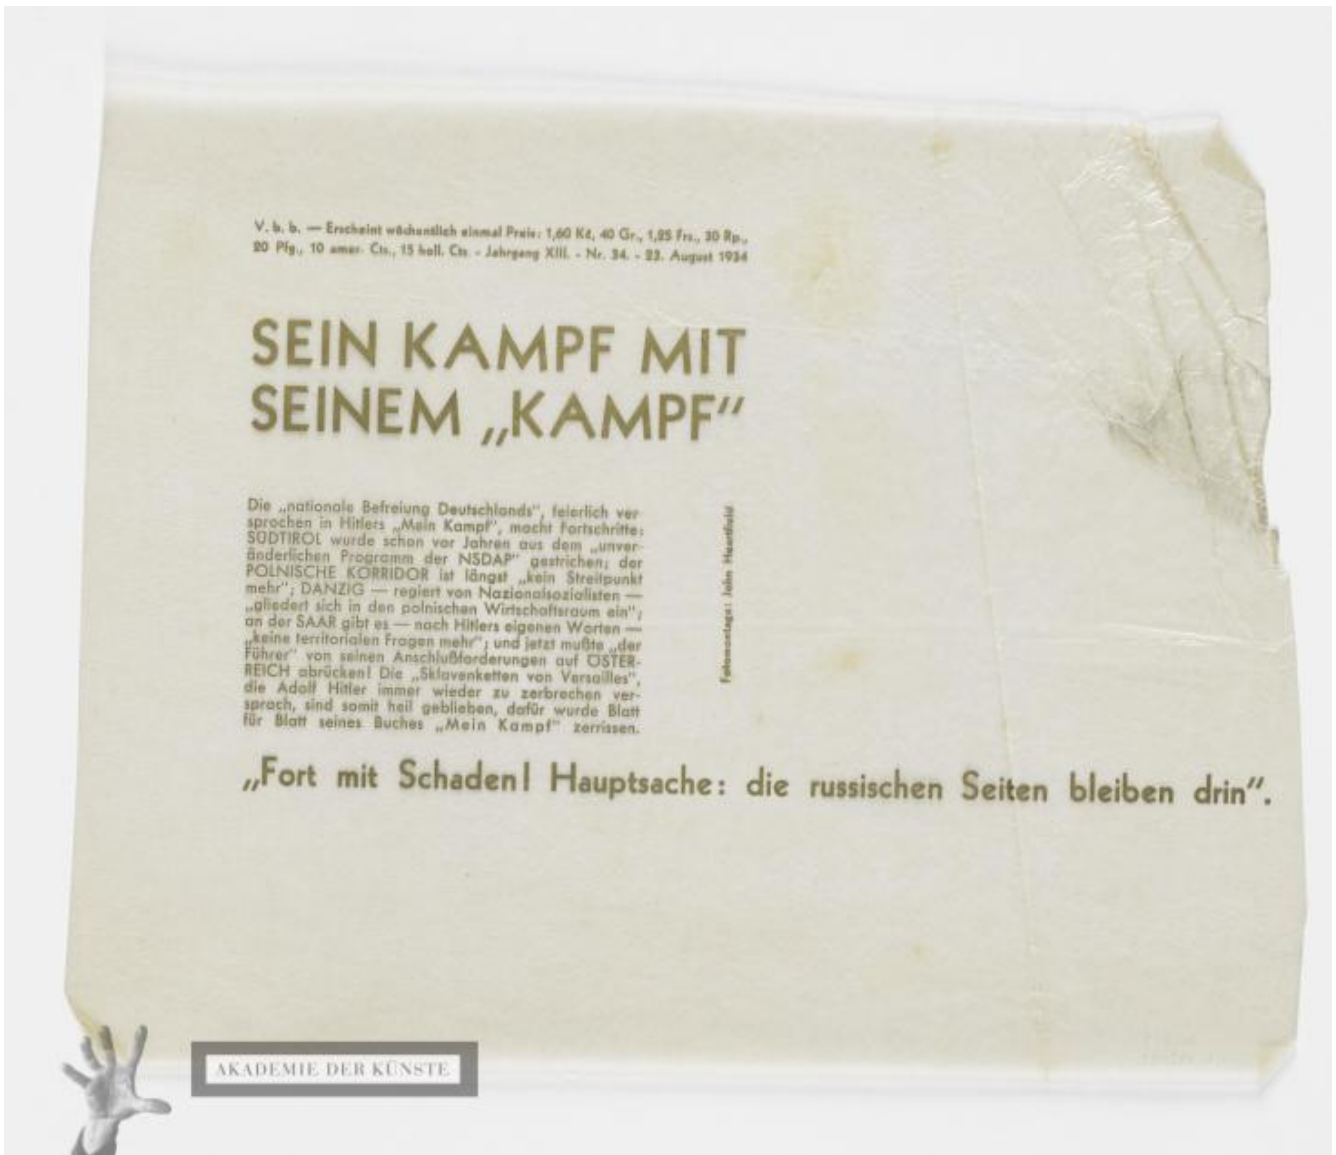 V. b. b. — Erscheint wöchentlich einmal Preis: 1,60 Kč, 40 Gr., 1,25 Frs., 30 Rp.,
20 Pfg., 10 amer. Cts., 15 holl. Cts. - Jahrgang XIII. - Nr. 34. - 23. August 1934
SEIN KAMPF MIT
SEINEM „KAMPF“
Die „nationale Befreiung Deutschlands“, feierlich ver-
sprochen in Hitlers „Mein Kampf“, macht Fortschritte:
SÜDTIROL wurde schon vor Jahren aus dem „unver-
änderlichen Programm der NSDAP“ gestrichen; der
POLNISCHE KORRIDOR ist längst „kein Streitpunkt
mehr“; DANZIG — regiert von Nazionalsozialisten —
„gliedert sich in den polnischen Wirtschaftsraum ein“;
an der SAAR gibt es — nach Hitlers eigenen Worten —
„keine territorialen Fragen mehr“; und jetzt mußte „der
Führer“ von seinen Anschlußforderungen auf ÖSTER-
REICH abrücken! Die „Sklavenketten von Versailles“,
die Adolf Hitler immer wieder zu zerbrechen ver-
sprach, sind somit heil geblieben, dafür wurde Blatt
für Blatt seines Buches „Mein Kampf“ zerrissen.
Fotomontage: John Heartfield
„Fort mit Schaden! Hauptsache: die russischen Seiten bleiben drin“.
AKADEMIE DER KÜNSTE